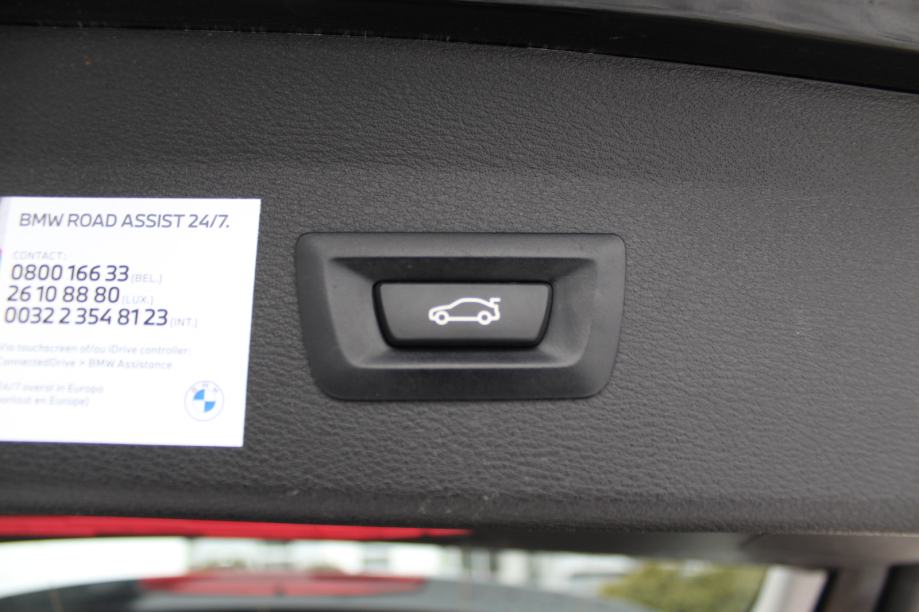 BMW ROAD ASSIST 24/7.
CONTACT:
0800 166 33 (BEL.)
26 10 88 80 (LUX.)
0032 2 354 81 23 (INT.)
Via touchscreen of/ou iDrive controller:
ConnectedDrive > BMW Assistance
24/7 overal in Europa
partout en Europe)
BMW